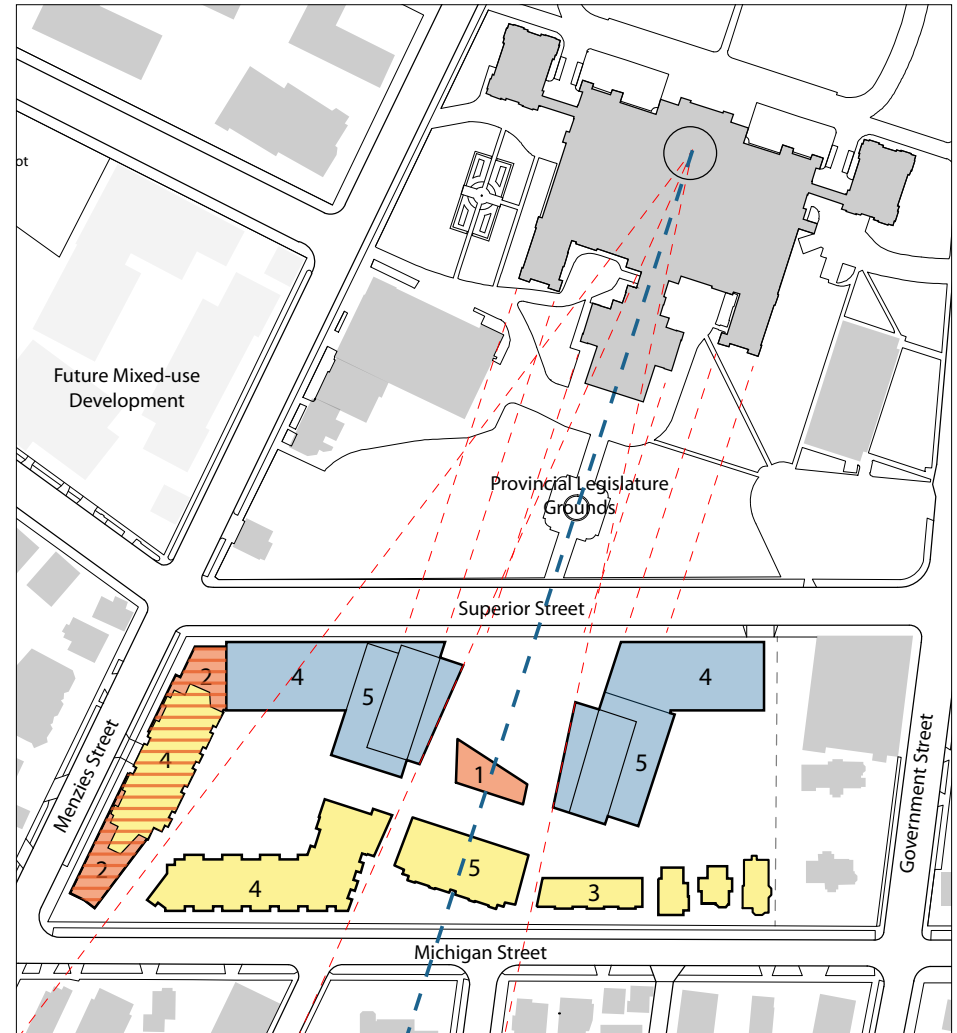 ot
Future Mixed-use
Development
Provincial Legislature
Grounds
Superior Street
2
4
5
4
5
1
4
2
4
5
3
Menzies Street
Government Street
Michigan Street